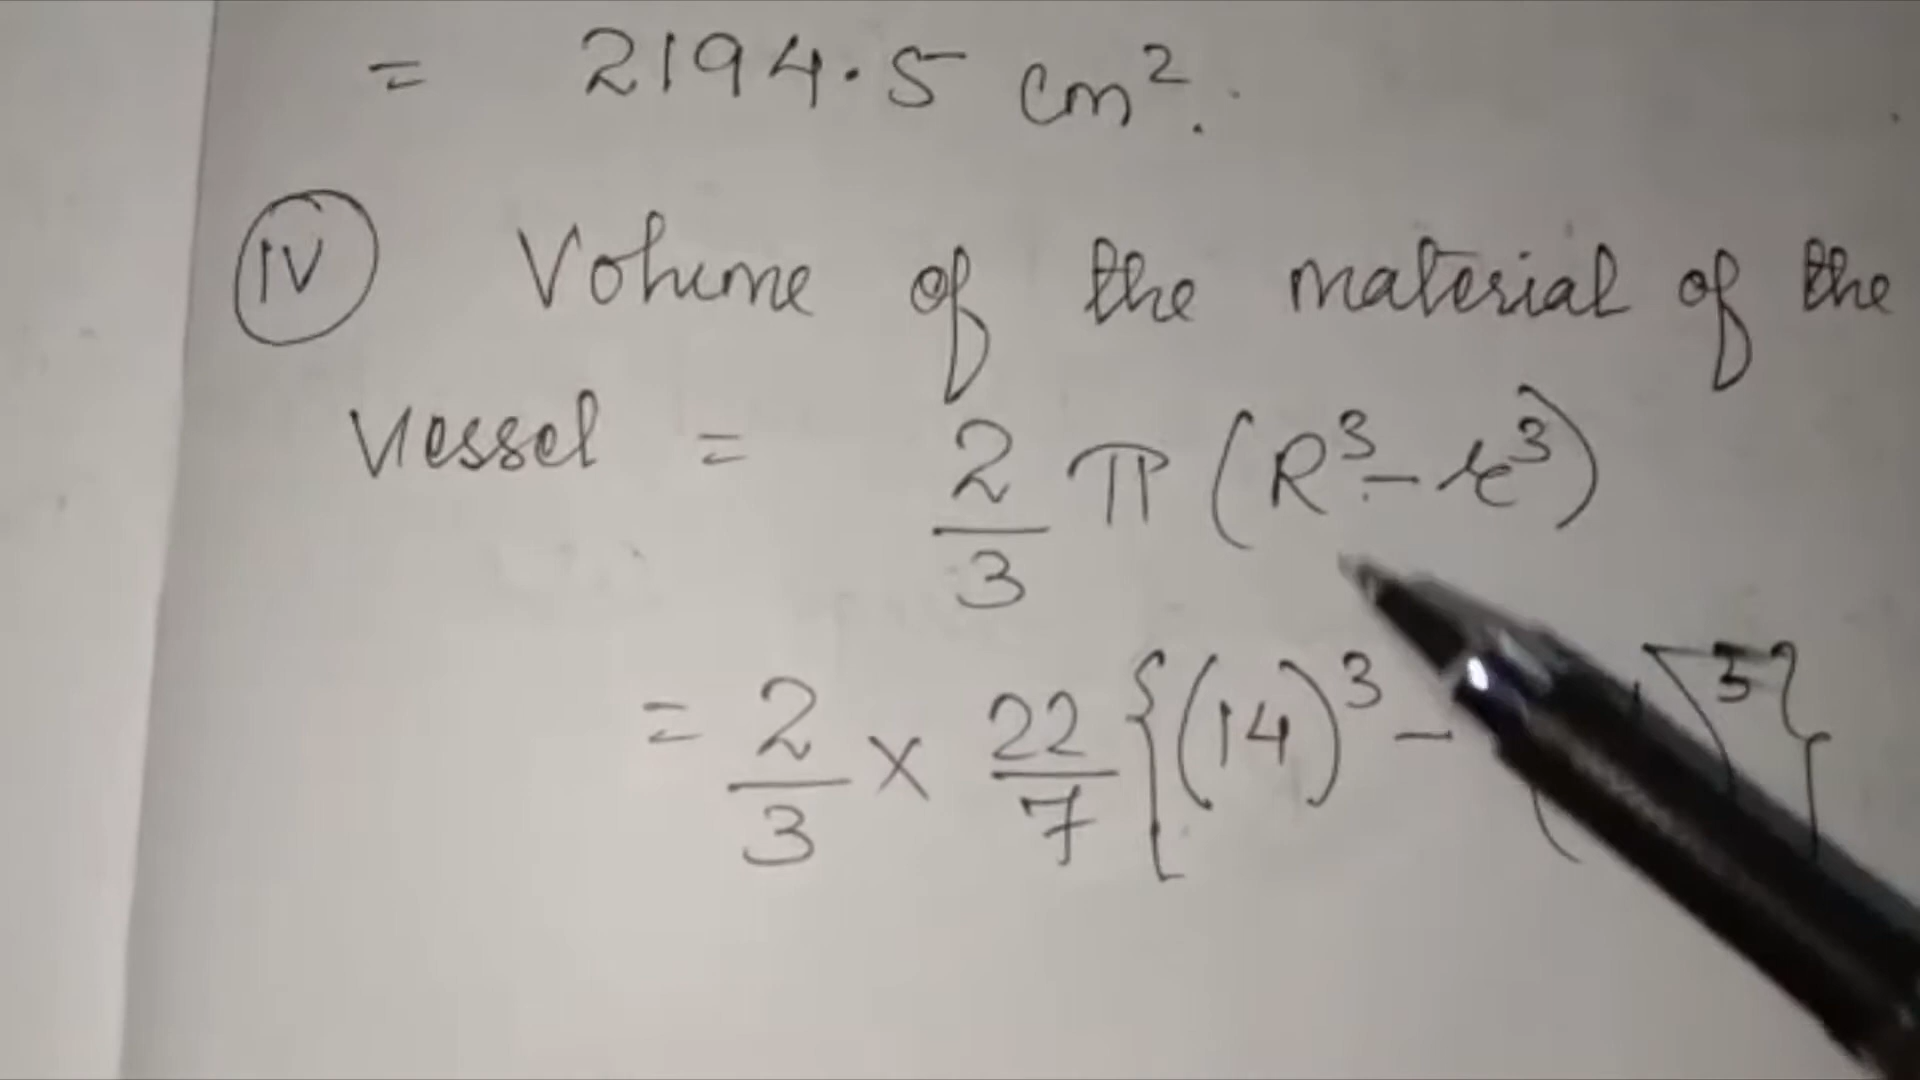 = 2194.5 cm².
IV Volume of the material of the
vessel = 2/3 π (R³ - r³)
= 2/3 × 22/7 {(14)³ - (